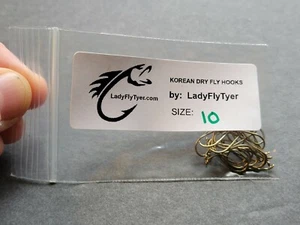 KOREAN DRY FLY HOOKS
LadyFlyTyer.com
by: LadyFlyTyer
SIZE: 10